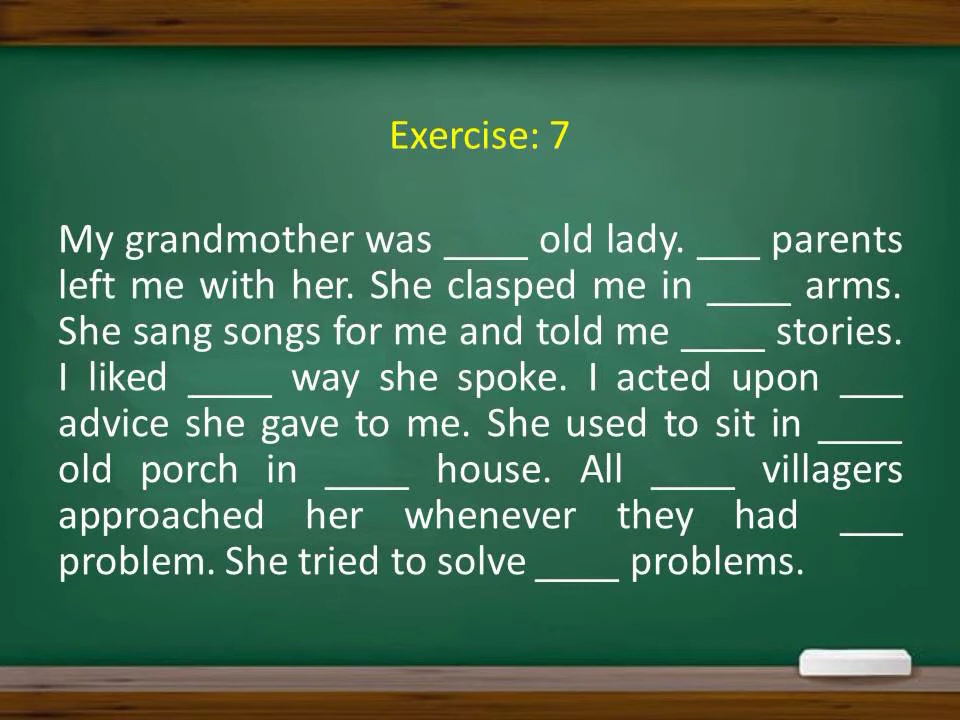 Exercise: 7
My grandmother was ____ old lady. ___ parents
left me with her. She clasped me in ____ arms.
She sang songs for me and told me ____ stories.
I liked ____ way she spoke. I acted upon ___
advice she gave to me. She used to sit in ____
old porch in ____ house. All ____ villagers
approached her whenever they had ___
problem. She tried to solve ____ problems.